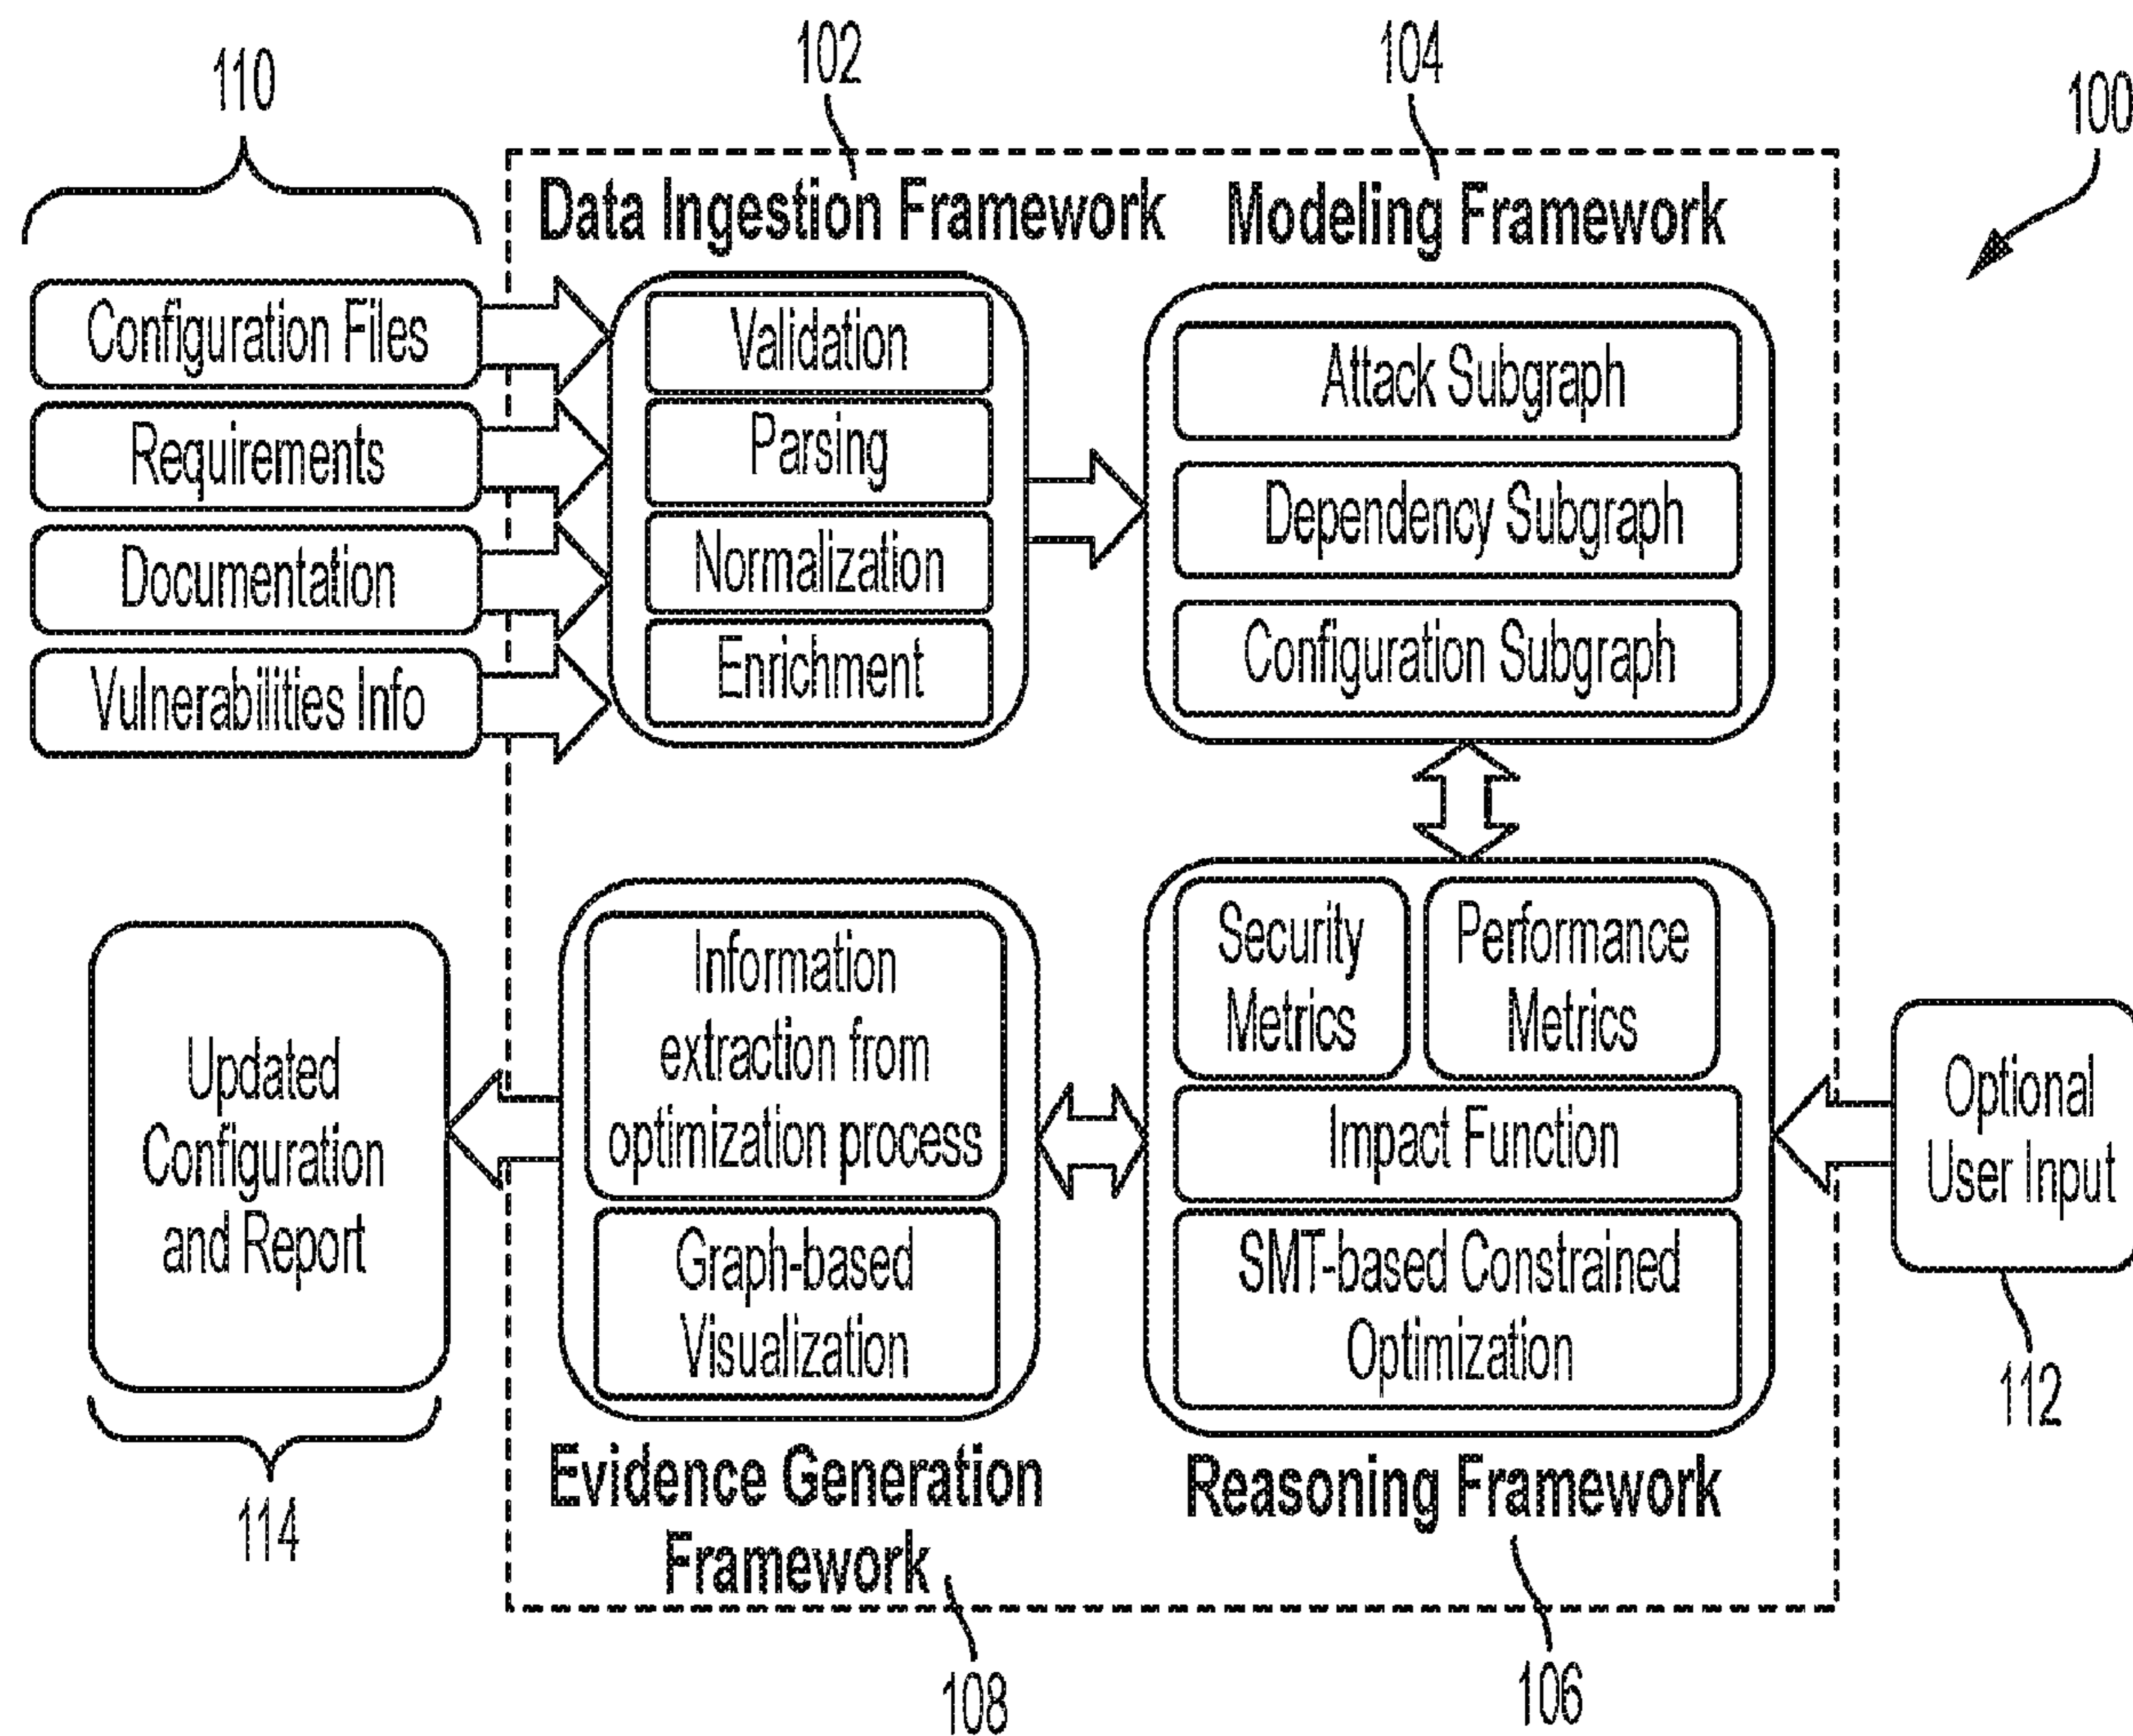 102
104
110
100
Data Ingestion Framework
Modeling Framework
Configuration Files
Requirements
Documentation
Vulnerabilities Info
Validation
Parsing
Normalization
Enrichment
Attack Subgraph
Dependency Subgraph
Configuration Subgraph
Updated
Configuration
and Report
114
Information
extraction from
optimization process
Graph-based
Visualization
Evidence Generation
Framework
108
Security
Metrics
Performance
Metrics
Impact Function
SMT-based Constrained
Optimization
Reasoning Framework
106
Optional
User Input
112